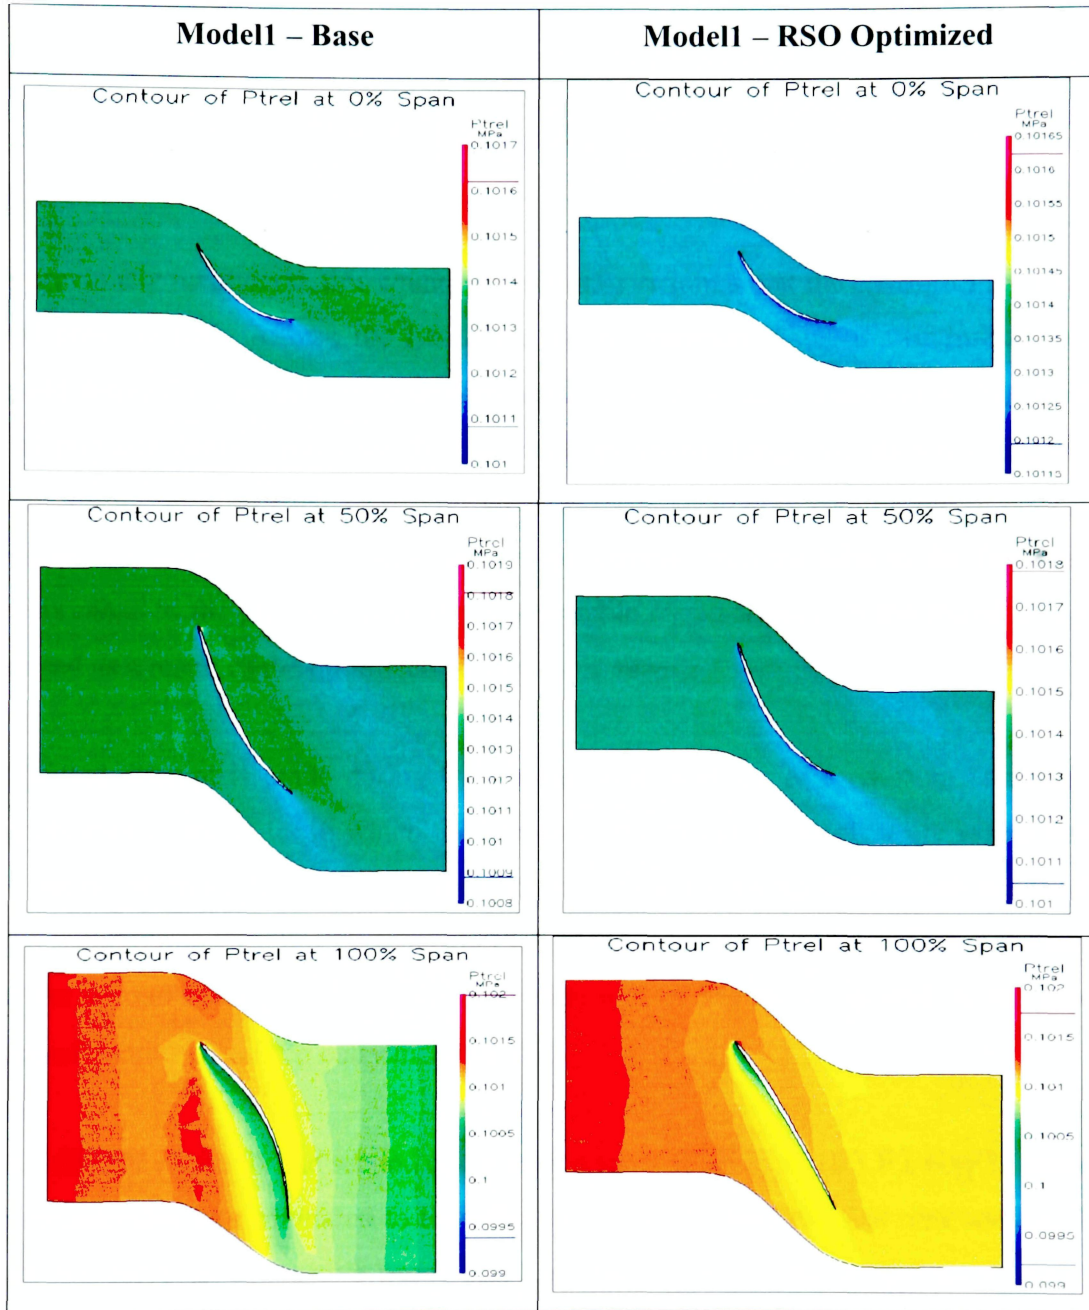 Model1 – Base
Model1 – RSO Optimized
Contour of Ptrel at 0% Span
Ptrel
MPa
0.1017
0.1016
0.1015
0.1014
0.1013
0.1012
0.1011
0.101
Contour of Ptrel at 0% Span
Ptrel
MPa
0.10165
0.1016
0.10155
0.1015
0.10145
0.1014
0.10135
0.1013
0.10125
0.1012
0.10115
Contour of Ptrel at 50% Span
Ptrel
MPa
0.1019
0.1018
0.1017
0.1016
0.1015
0.1014
0.1013
0.1012
0.1011
0.101
0.1009
0.1008
Contour of Ptrel at 50% Span
Ptrel
MPa
0.1018
0.1017
0.1016
0.1015
0.1014
0.1013
0.1012
0.1011
0.101
Contour of Ptrel at 100% Span
Ptrel
MPa
0.102
0.1015
0.101
0.1005
0.1
0.0995
0.099
Contour of Ptrel at 100% Span
Ptrel
MPa
0.102
0.1015
0.101
0.1005
0.1
0.0995
0.099